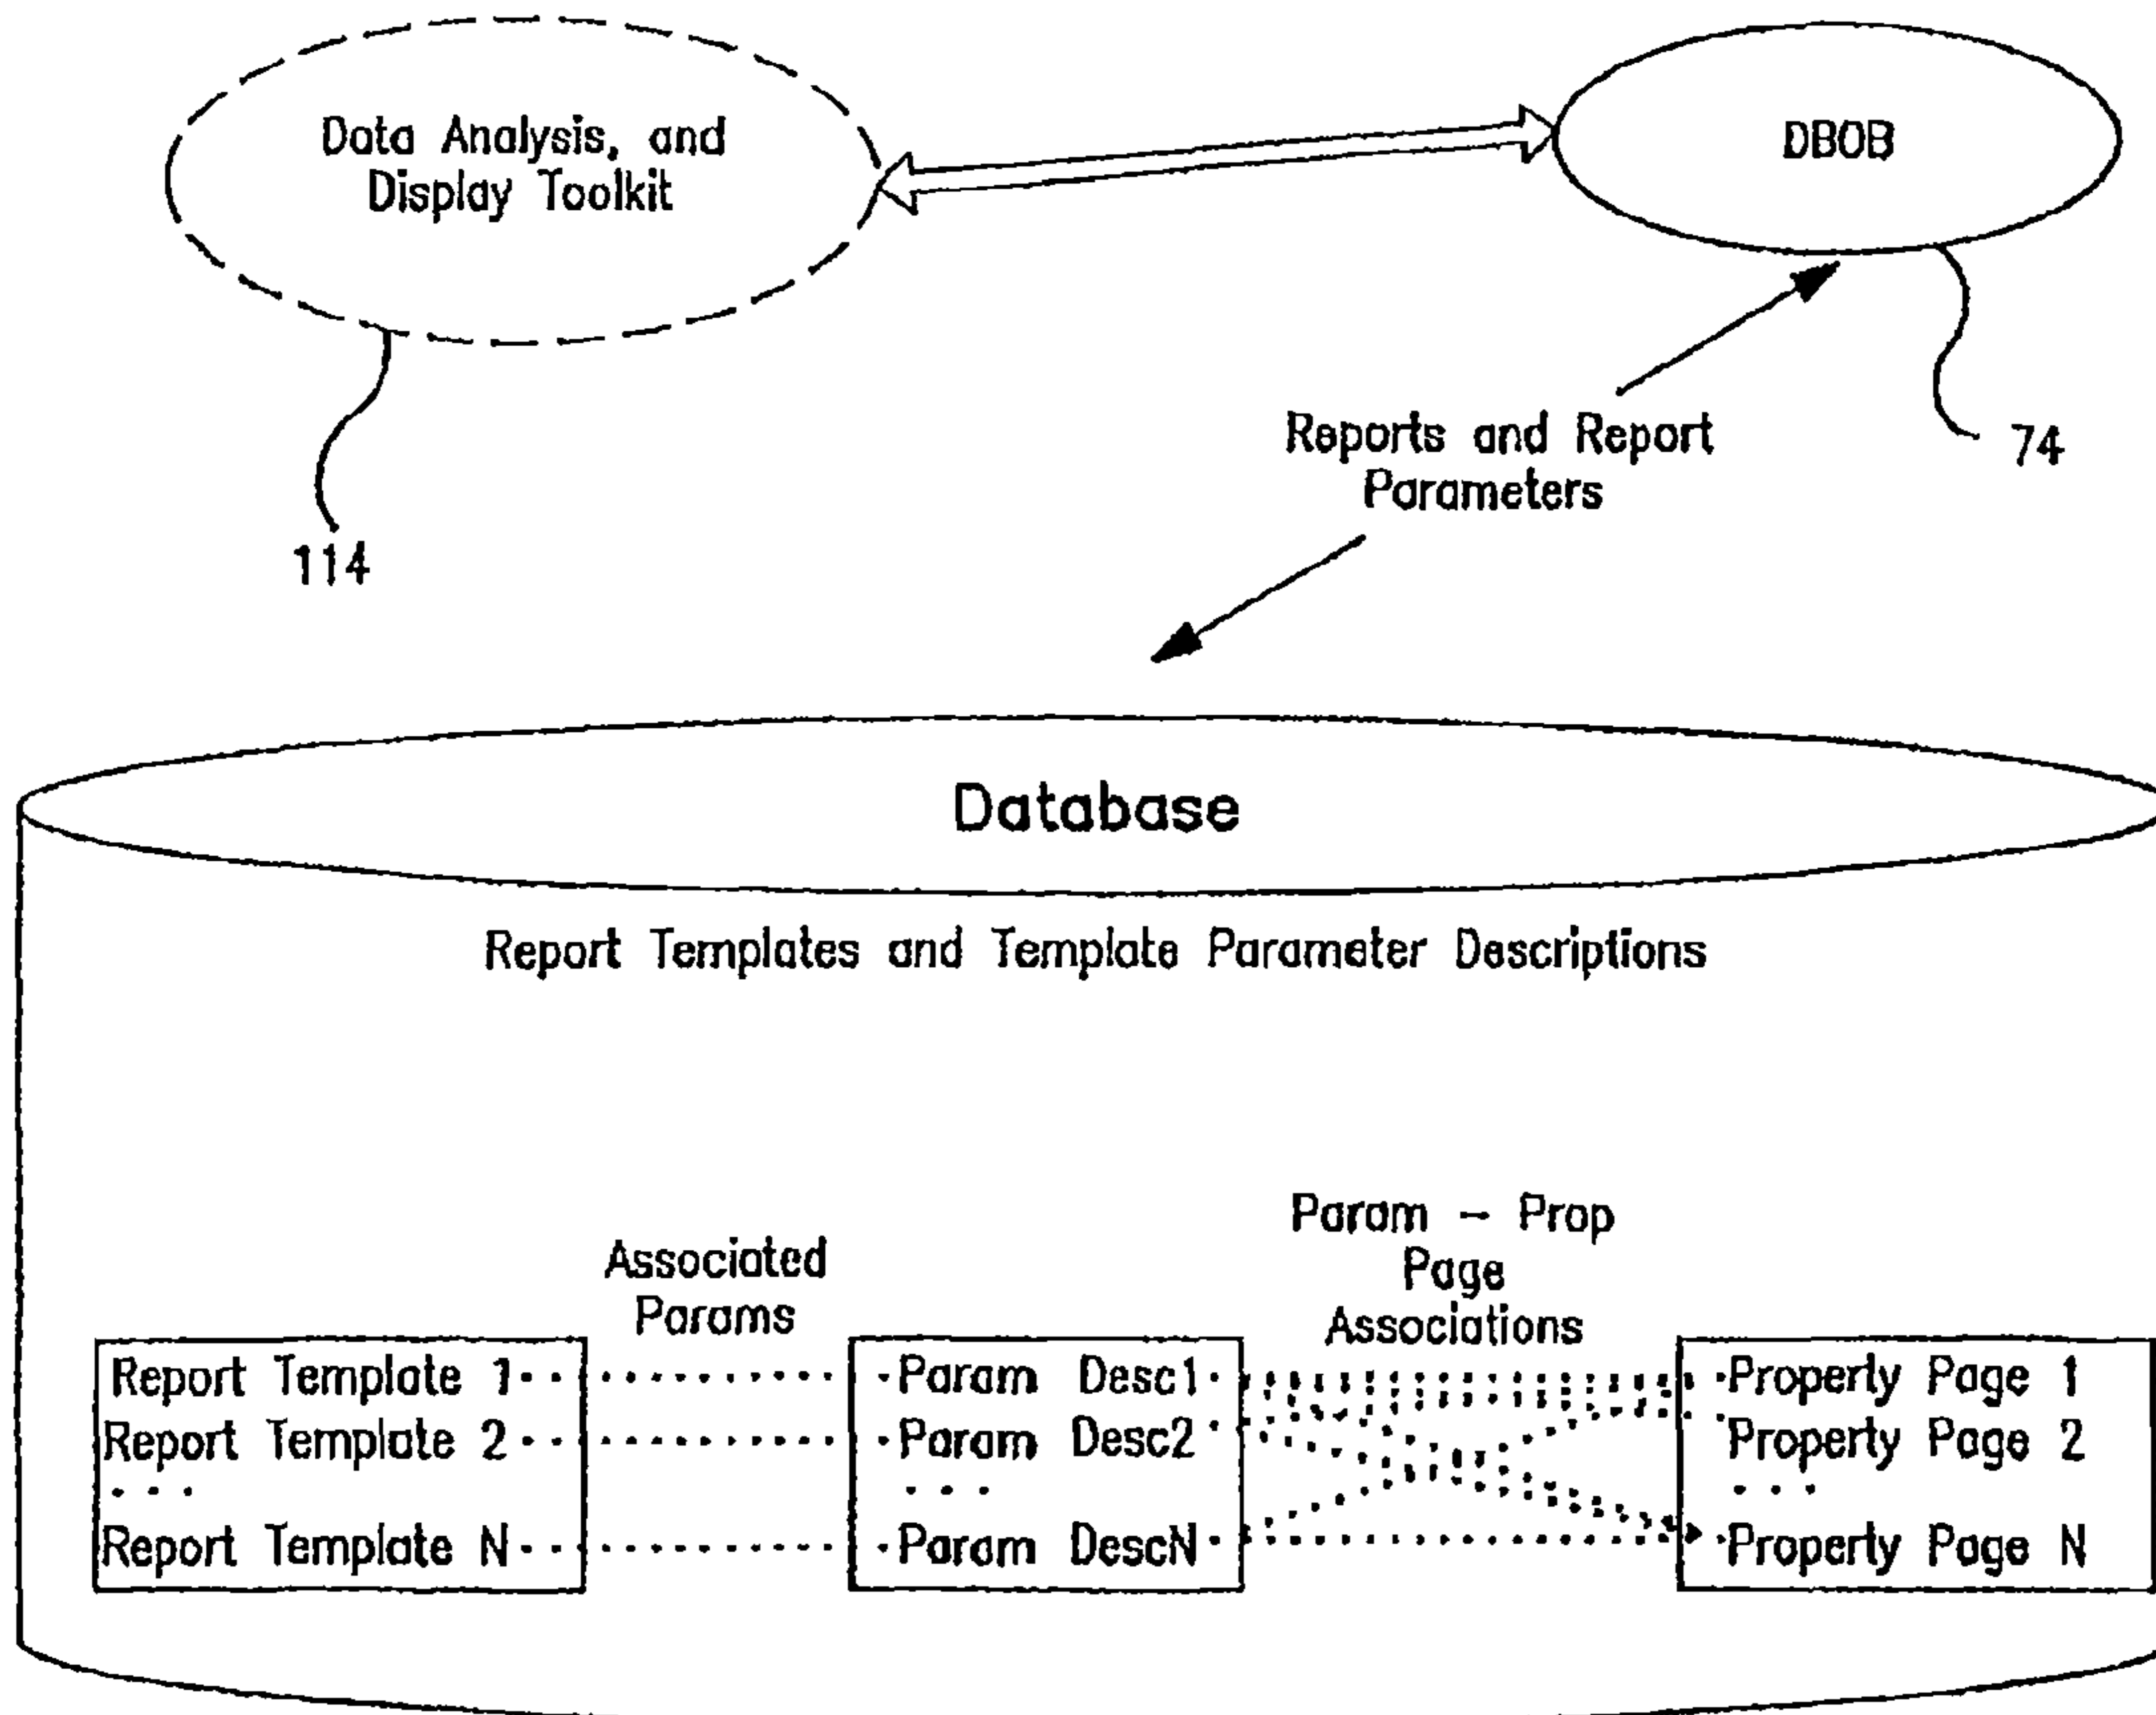 Data Analysis, and
Display Toolkit
DBOB
Reports and Report
Parameters
74
114
Database
Report Templates and Template Parameter Descriptions
Associated
Params
Param - Prop
Page
Associations
Report Template 1
Report Template 2
. . .
Report Template N
Param Desc1
Param Desc2
. . .
Param DescN
Property Page 1
Property Page 2
. . .
Property Page N